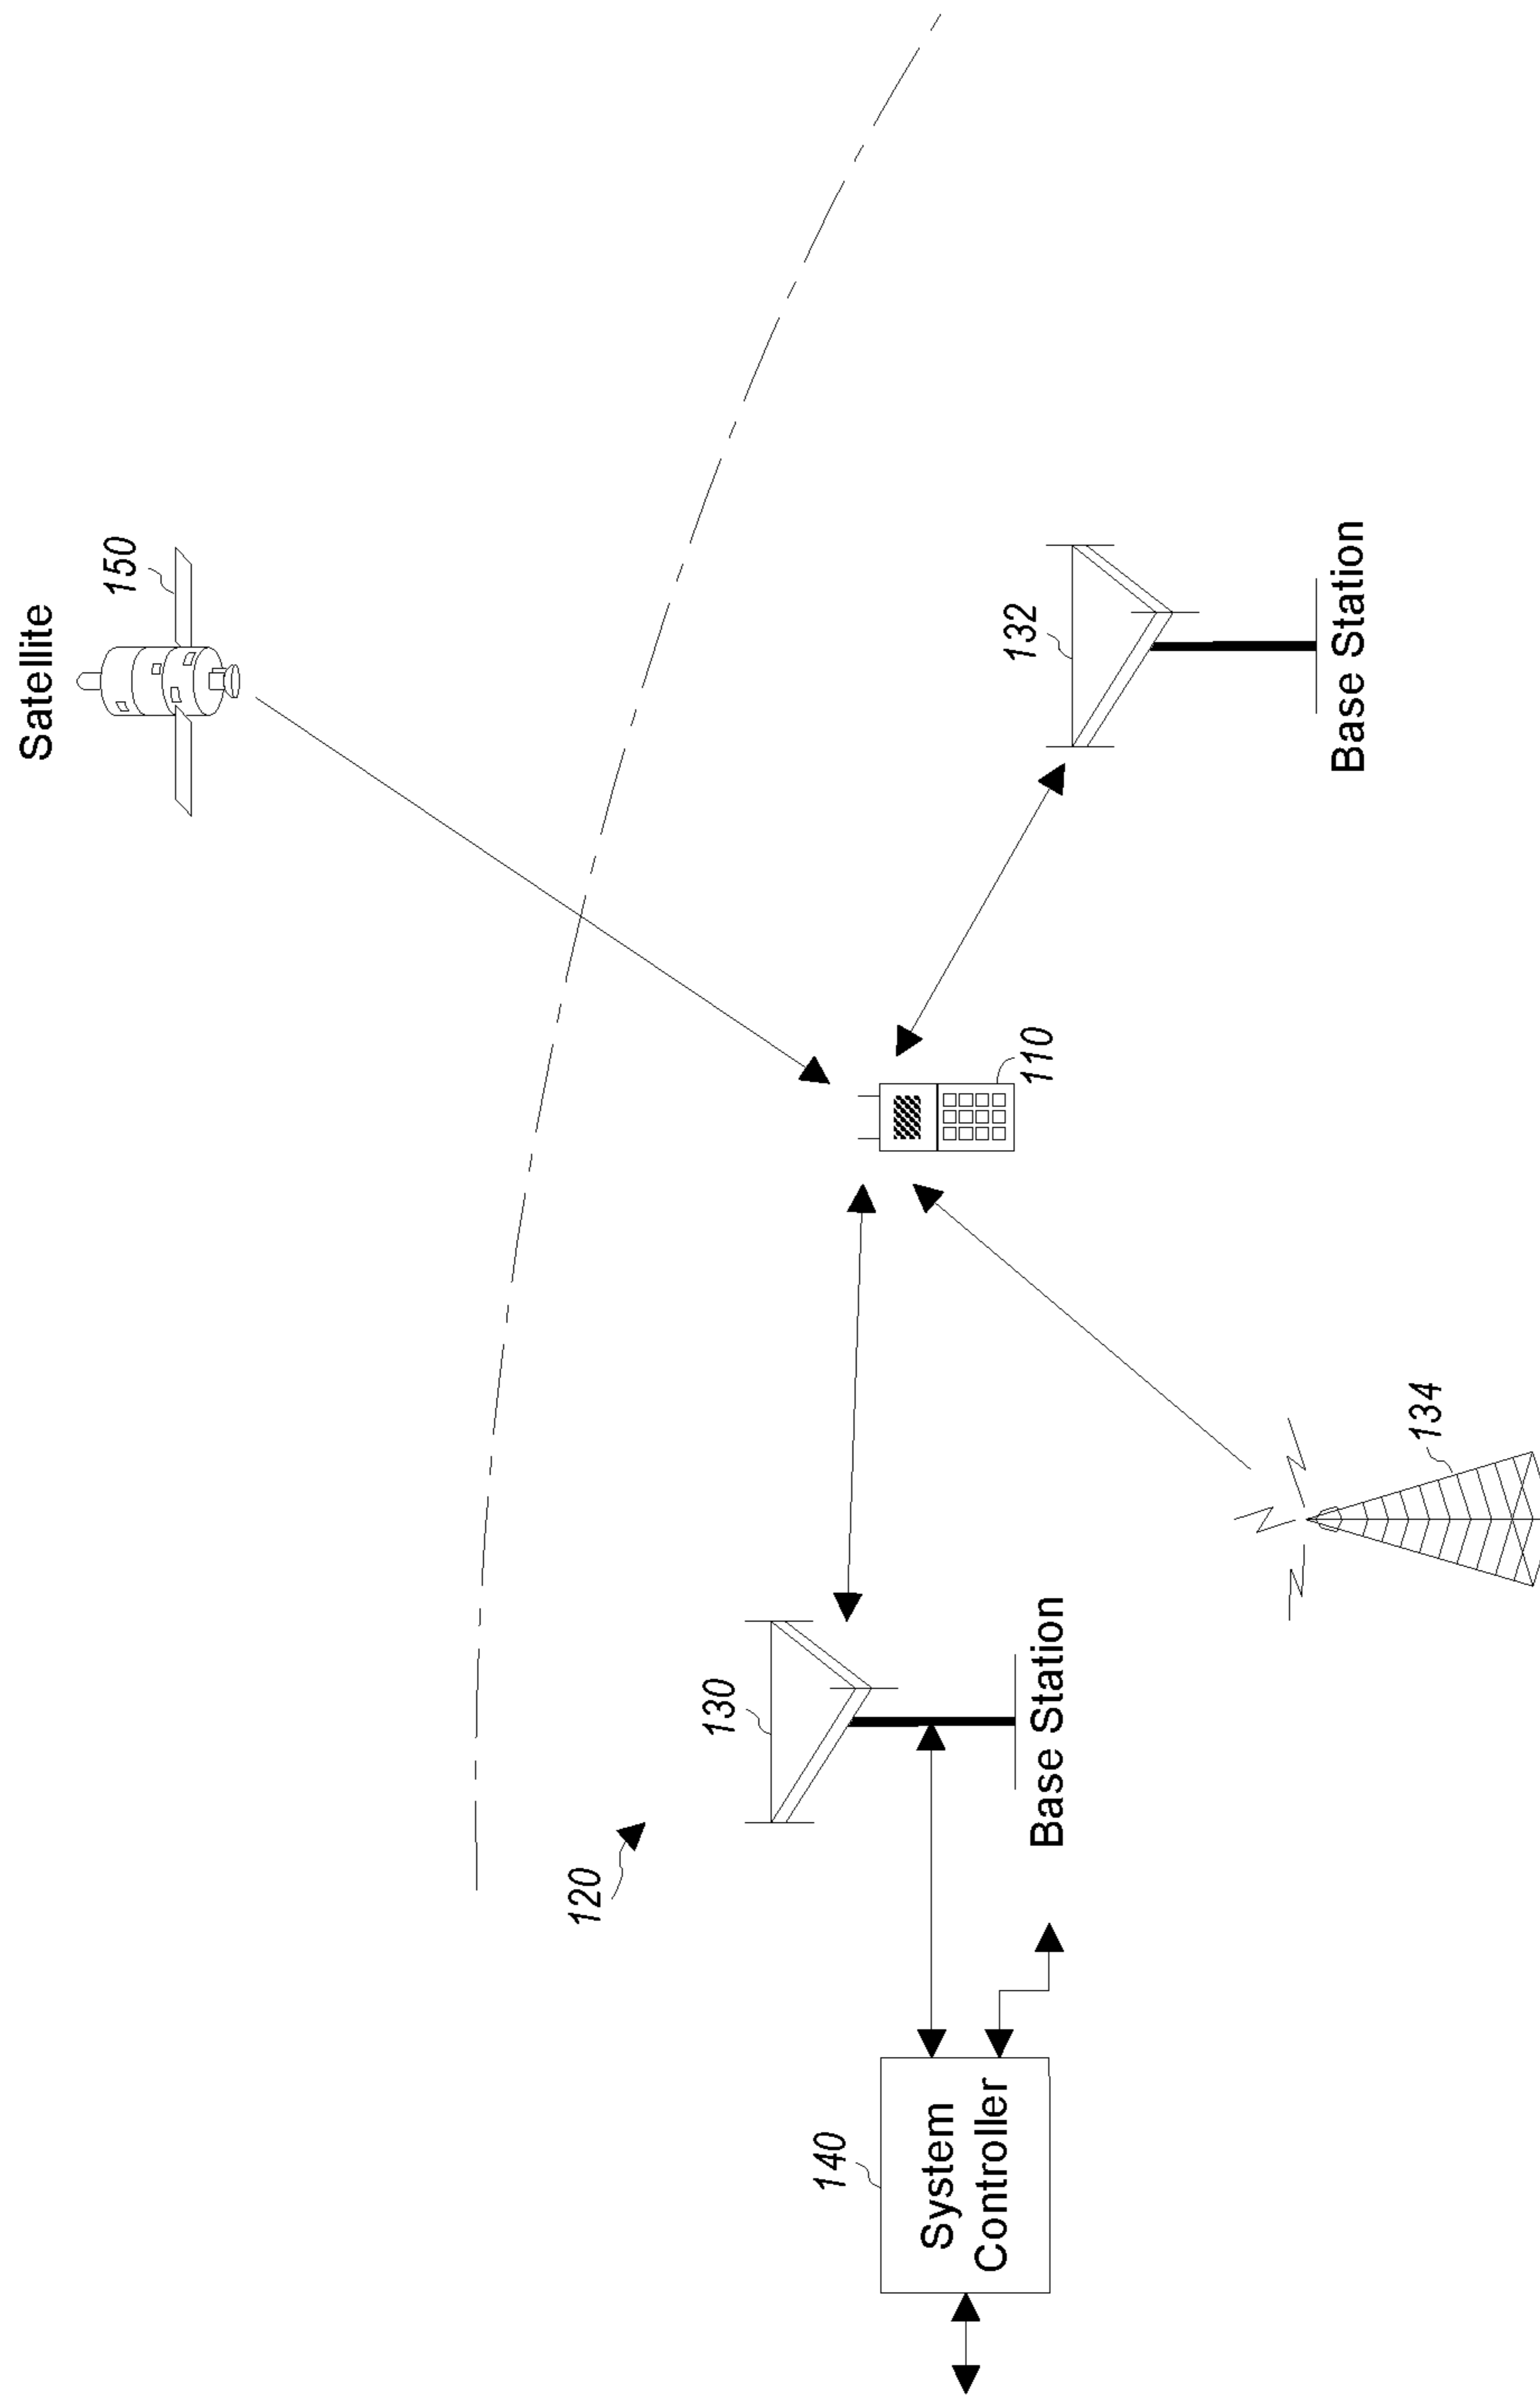 Satellite
150
120
130
132
110
140
System
Controller
Base Station
Base Station
134